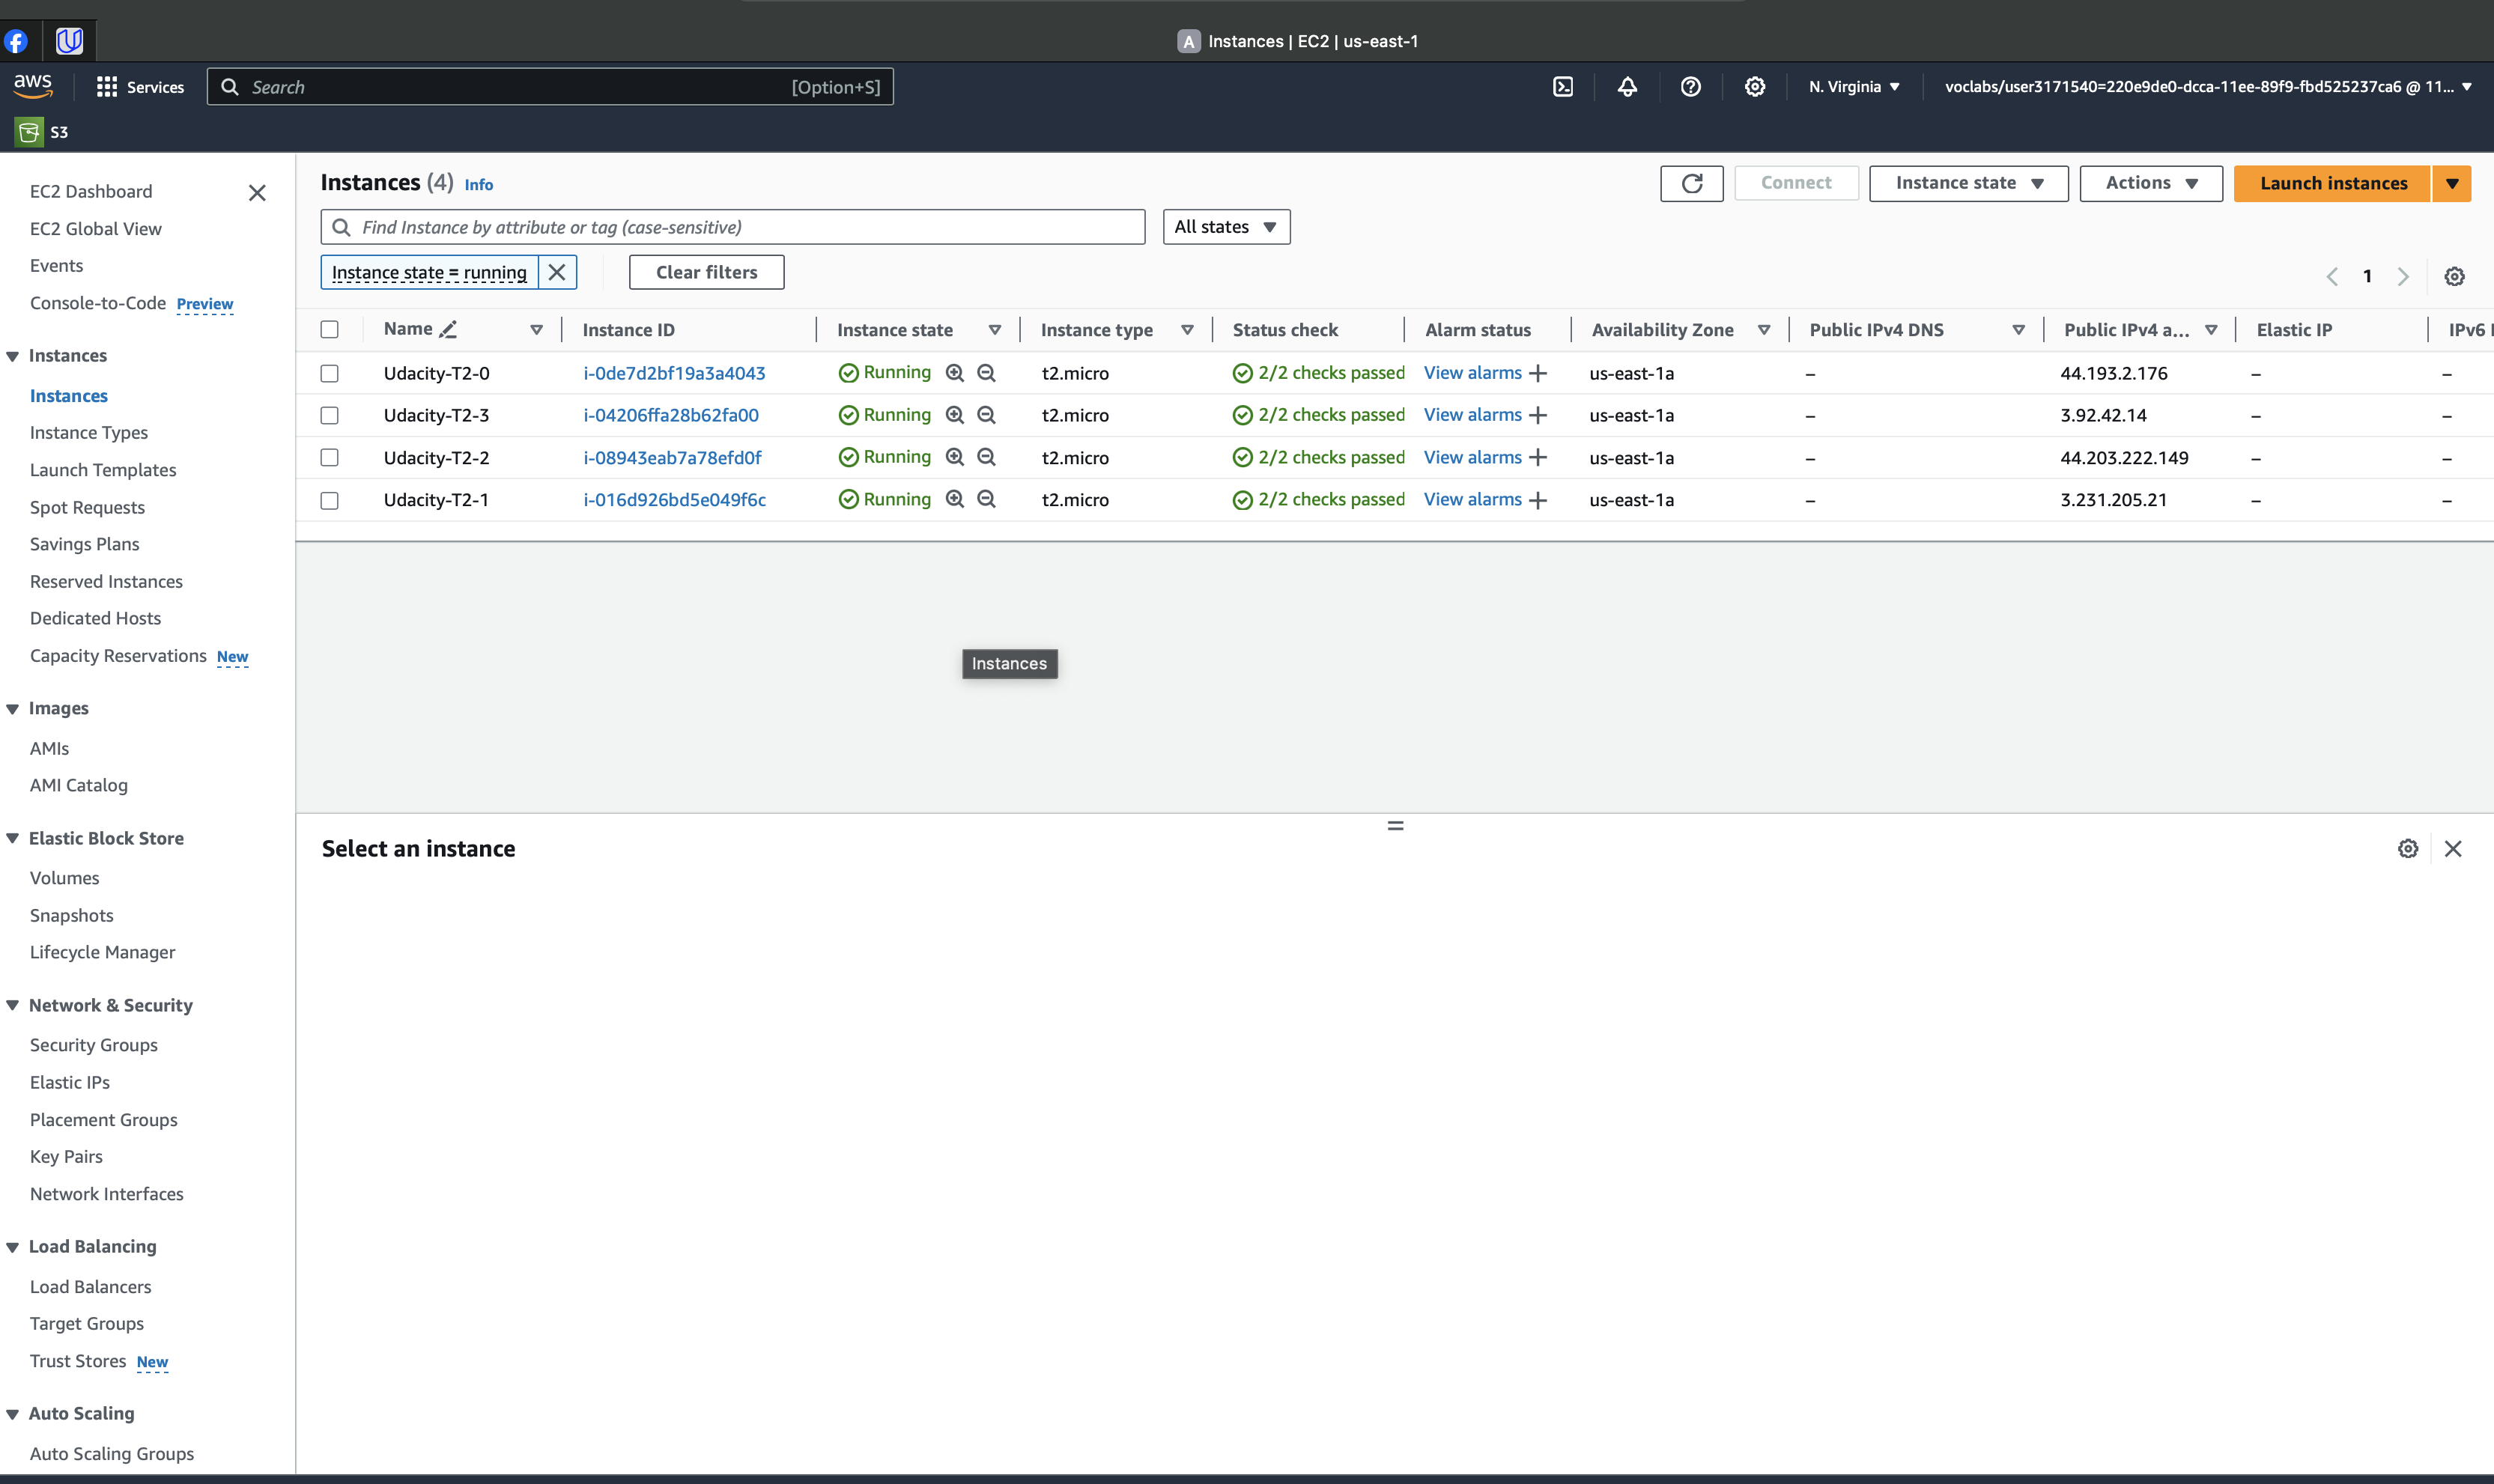 A Instances | EC2 | us-east-1
aws Services Search [Option+S] N. Virginia voclabs/user3171540=220e9de0-dcca-11ee-89f9-fbd525237ca6 @ 11...
S3
EC2 Dashboard
EC2 Global View
Events
Console-to-Code Preview
Instances
Instances
Instance Types
Launch Templates
Spot Requests
Savings Plans
Reserved Instances
Dedicated Hosts
Capacity Reservations New
Images
AMIs
AMI Catalog
Elastic Block Store
Volumes
Snapshots
Lifecycle Manager
Network & Security
Security Groups
Elastic IPs
Placement Groups
Key Pairs
Network Interfaces
Load Balancing
Load Balancers
Target Groups
Trust Stores New
Auto Scaling
Auto Scaling Groups
Instances (4) Info Connect Instance state Actions Launch instances
Find Instance by attribute or tag (case-sensitive) All states
Instance state = running Clear filters 1
Name Instance ID Instance state Instance type Status check Alarm status Availability Zone Public IPv4 DNS Public IPv4 a... Elastic IP IPv6
Udacity-T2-0 i-0de7d2bf19a3a4043 Running t2.micro 2/2 checks passed View alarms + us-east-1a – 44.193.2.176 – –
Udacity-T2-3 i-04206ffa28b62fa00 Running t2.micro 2/2 checks passed View alarms + us-east-1a – 3.92.42.14 – –
Udacity-T2-2 i-08943eab7a78efd0f Running t2.micro 2/2 checks passed View alarms + us-east-1a – 44.203.222.149 – –
Udacity-T2-1 i-016d926bd5e049f6c Running t2.micro 2/2 checks passed View alarms + us-east-1a – 3.231.205.21 – –
Instances
Select an instance